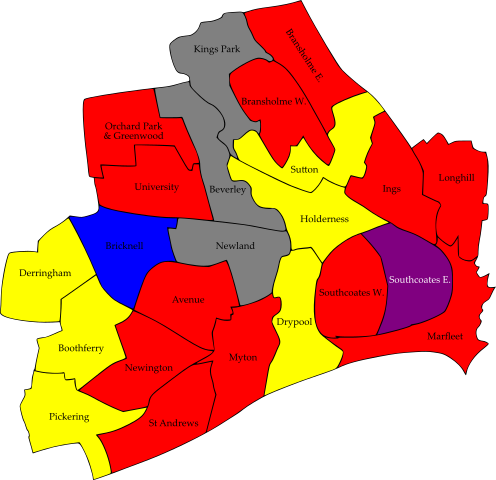 Kings Park
Bransholme E.
Bransholme W.
Orchard Park
& Greenwood
Sutton
University
Beverley
Ings
Longhill
Holderness
Bricknell
Newland
Derringham
Southcoates E.
Avenue
Southcoates W.
Drypool
Marfleet
Boothferry
Myton
Newington
Pickering
St Andrews